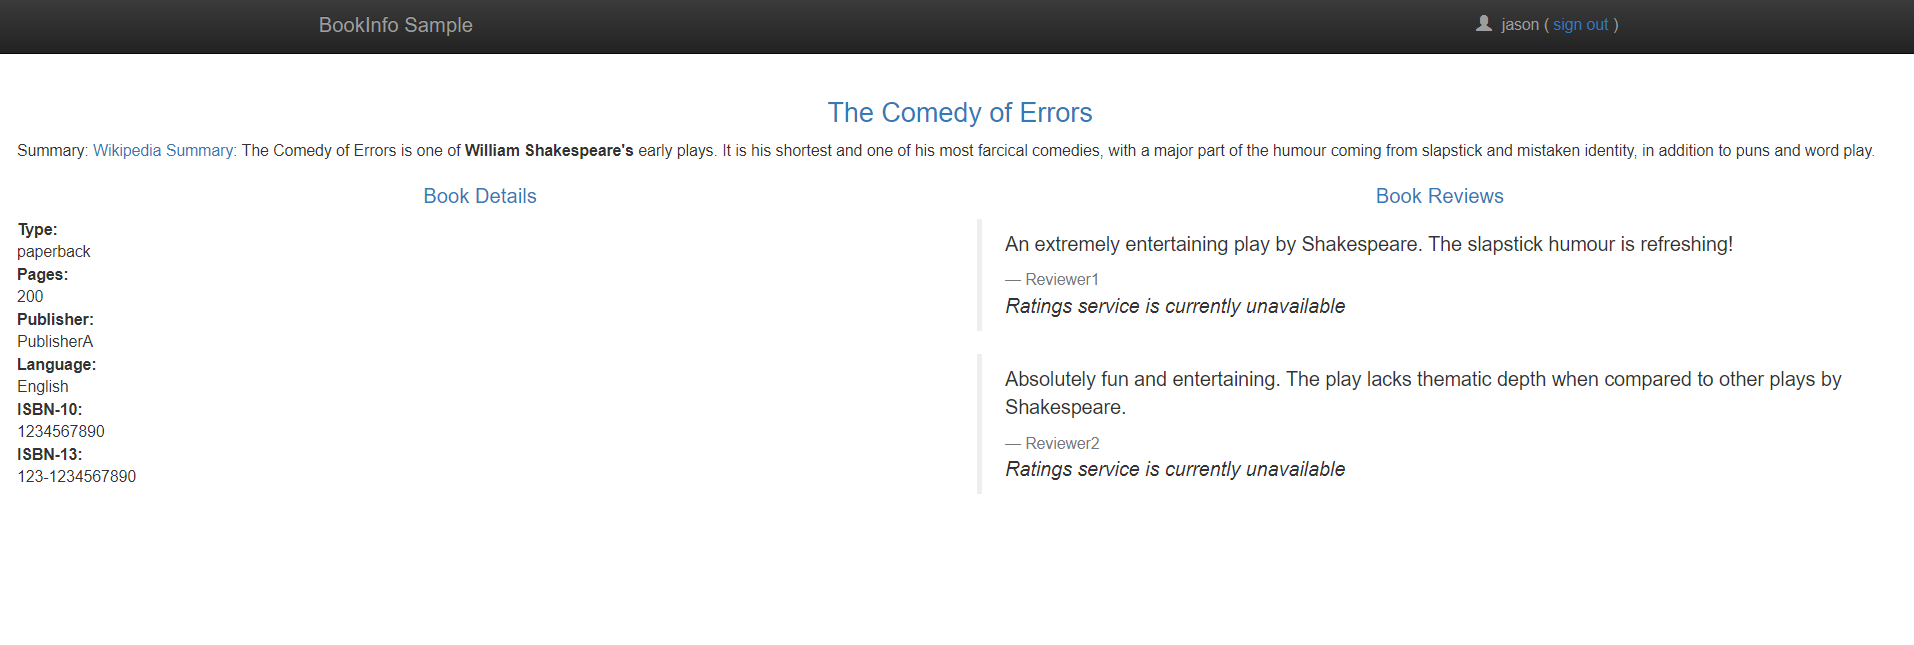 BookInfo Sample
jason ( sign out )
The Comedy of Errors
Summary: Wikipedia Summary: The Comedy of Errors is one of William Shakespeare's early plays. It is his shortest and one of his most farcical comedies, with a major part of the humour coming from slapstick and mistaken identity, in addition to puns and word play.
Book Details
Type:
paperback
Pages:
200
Publisher:
PublisherA
Language:
English
ISBN-10:
1234567890
ISBN-13:
123-1234567890
Book Reviews
An extremely entertaining play by Shakespeare. The slapstick humour is refreshing!
— Reviewer1
Ratings service is currently unavailable
Absolutely fun and entertaining. The play lacks thematic depth when compared to other plays by
Shakespeare.
— Reviewer2
Ratings service is currently unavailable